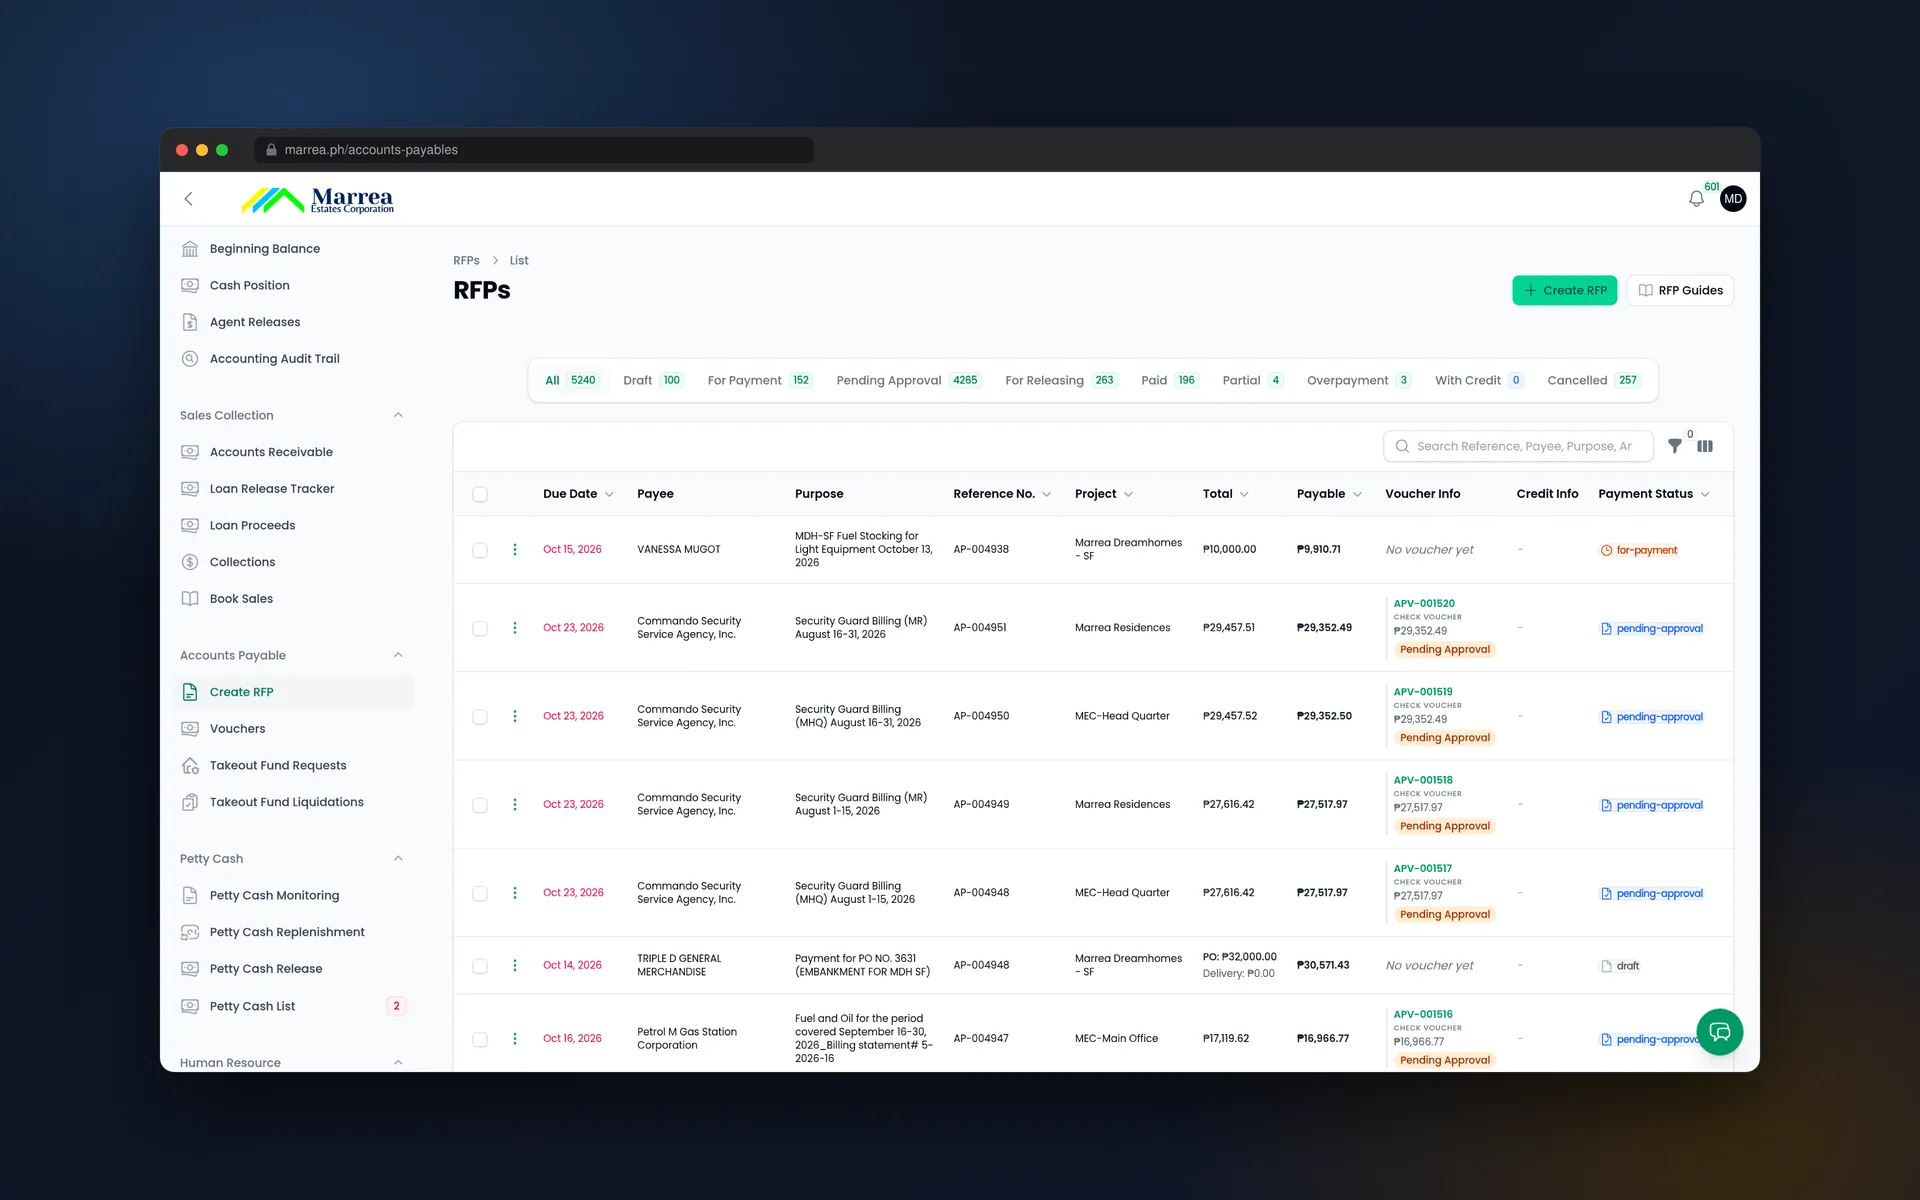 marrea.ph/accounts-payables
Marrea
Estates Corporation
601
MD
Beginning Balance
Cash Position
Agent Releases
Accounting Audit Trail
Sales Collection
Accounts Receivable
Loan Release Tracker
Loan Proceeds
Collections
Book Sales
Accounts Payable
Create RFP
Vouchers
Takeout Fund Requests
Takeout Fund Liquidations
Petty Cash
Petty Cash Monitoring
Petty Cash Replenishment
Petty Cash Release
Petty Cash List 2
Human Resource
RFPs > List
RFPs
+ Create RFP
RFP Guides
All 5240 Draft 100 For Payment 152 Pending Approval 4265 For Releasing 263 Paid 196 Partial 4 Overpayment 3 With Credit 0 Cancelled 257
Search Reference, Payee, Purpose, Ar
0
Due Date Payee Purpose Reference No. Project Total Payable Voucher Info Credit Info Payment Status
Oct 15, 2026
VANESSA MUGOT
MDH-SF Fuel Stocking for
Light Equipment October 13,
2026
AP-004938
Marrea Dreamhomes
- SF
₱10,000.00
₱9,910.71
No voucher yet
-
for-payment
Oct 23, 2026
Commando Security
Service Agency, Inc.
Security Guard Billing (MR)
August 16-31, 2026
AP-004951
Marrea Residences
₱29,457.51
₱29,352.49
APV-001520
CHECK VOUCHER
₱29,352.49
Pending Approval
-
pending-approval
Oct 23, 2026
Commando Security
Service Agency, Inc.
Security Guard Billing
(MHQ) August 16-31, 2026
AP-004950
MEC-Head Quarter
₱29,457.52
₱29,352.50
APV-001519
CHECK VOUCHER
₱29,352.49
Pending Approval
-
pending-approval
Oct 23, 2026
Commando Security
Service Agency, Inc.
Security Guard Billing (MR)
August 1-15, 2026
AP-004949
Marrea Residences
₱27,616.42
₱27,517.97
APV-001518
CHECK VOUCHER
₱27,517.97
Pending Approval
-
pending-approval
Oct 23, 2026
Commando Security
Service Agency, Inc.
Security Guard Billing
(MHQ) August 1-15, 2026
AP-004948
MEC-Head Quarter
₱27,616.42
₱27,517.97
APV-001517
CHECK VOUCHER
₱27,517.97
Pending Approval
-
pending-approval
Oct 14, 2026
TRIPLE D GENERAL
MERCHANDISE
Payment for PO NO. 3631
(EMBANKMENT FOR MDH SF)
AP-004948
Marrea Dreamhomes
- SF
PO: ₱32,000.00
Delivery: ₱0.00
₱30,571.43
No voucher yet
-
draft
Oct 16, 2026
Petrol M Gas Station
Corporation
Fuel and Oil for the period
covered September 16-30,
2026_Billing statement# 5-
2026-16
AP-004947
MEC-Main Office
₱17,119.62
₱16,966.77
APV-001516
CHECK VOUCHER
₱16,966.77
Pending Approval
-
pending-approva